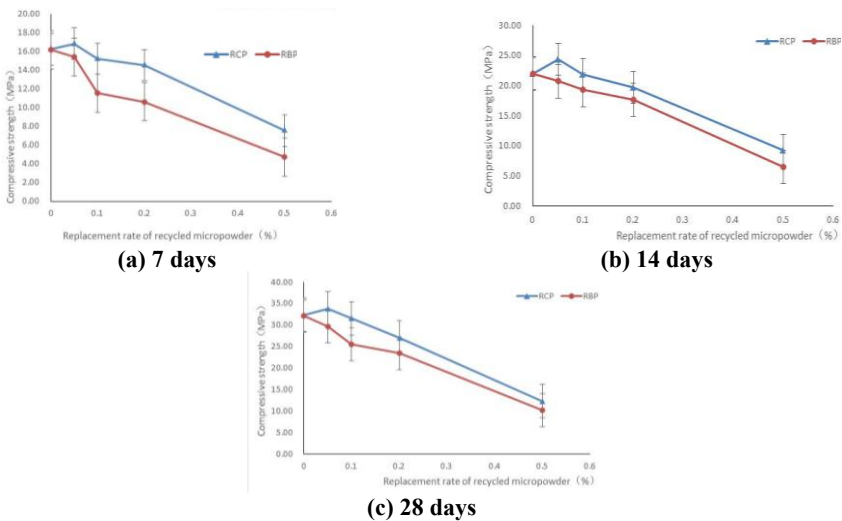 20.00
18.00
16.00
14.00
12.00
10.00
8.00
6.00
4.00
2.00
0.00
Compressive strength（MPa）
RCP RBP
0 0.1 0.2 0.3 0.4 0.5 0.6
Replacement rate of recycled micropowder（%）
(a) 7 days
30.00
25.00
20.00
15.00
10.00
5.00
0.00
Compressive strength（MPa）
RCP RBP
0 0.1 0.2 0.3 0.4 0.5 0.6
Replacement rate of recycled micropowder（%）
(b) 14 days
40.00
35.00
30.00
25.00
20.00
15.00
10.00
5.00
0.00
Compressive strength（MPa）
RCP RBP
0 0.1 0.2 0.3 0.4 0.5 0.6
Replacement rate of recycled micropowder（%）
(c) 28 days